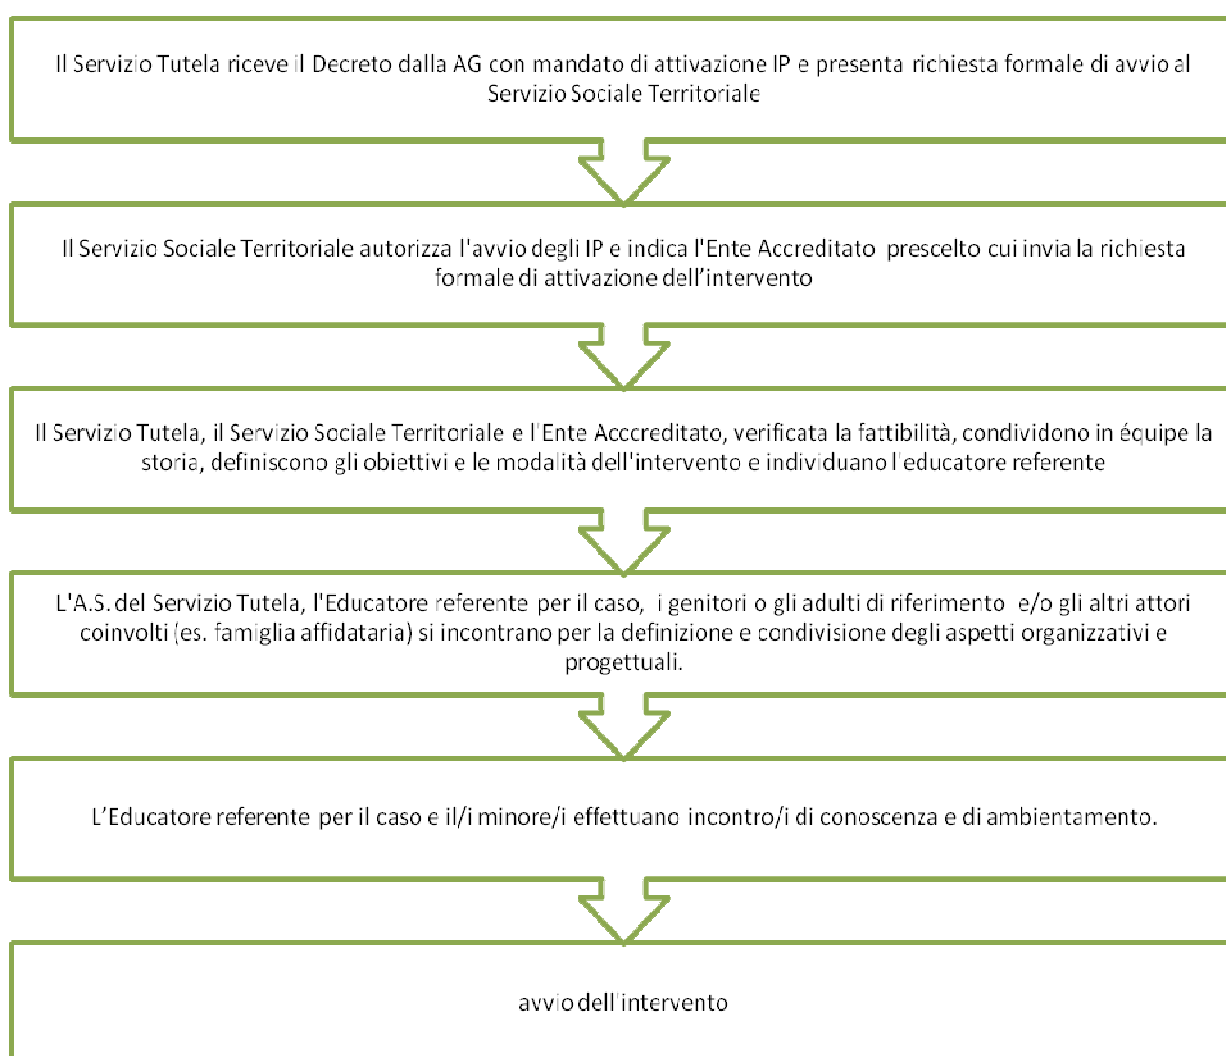 Il Servizio Tutela riceve il Decreto dalla AG con mandato di attivazione IP e presenta richiesta formale di avvio al
Servizio Sociale Territoriale
Il Servizio Sociale Territoriale autorizza l'avvio degli IP e indica l'Ente Accreditato prescelto cui invia la richiesta
formale di attivazione dell’intervento
Il Servizio Tutela, il Servizio Sociale Territoriale e l'Ente Acccreditato, verificata la fattibilità, condividono in équipe la
storia, definiscono gli obiettivi e le modalità dell'intervento e individuano l'educatore referente
L'A.S. del Servizio Tutela, l'Educatore referente per il caso, i genitori o gli adulti di riferimento e/o gli altri attori
coinvolti (es. famiglia affidataria) si incontrano per la definizione e condivisione degli aspetti organizzativi e
progettuali.
L’Educatore referente per il caso e il/i minore/i effettuano incontro/i di conoscenza e di ambientamento.
avvio dell'intervento